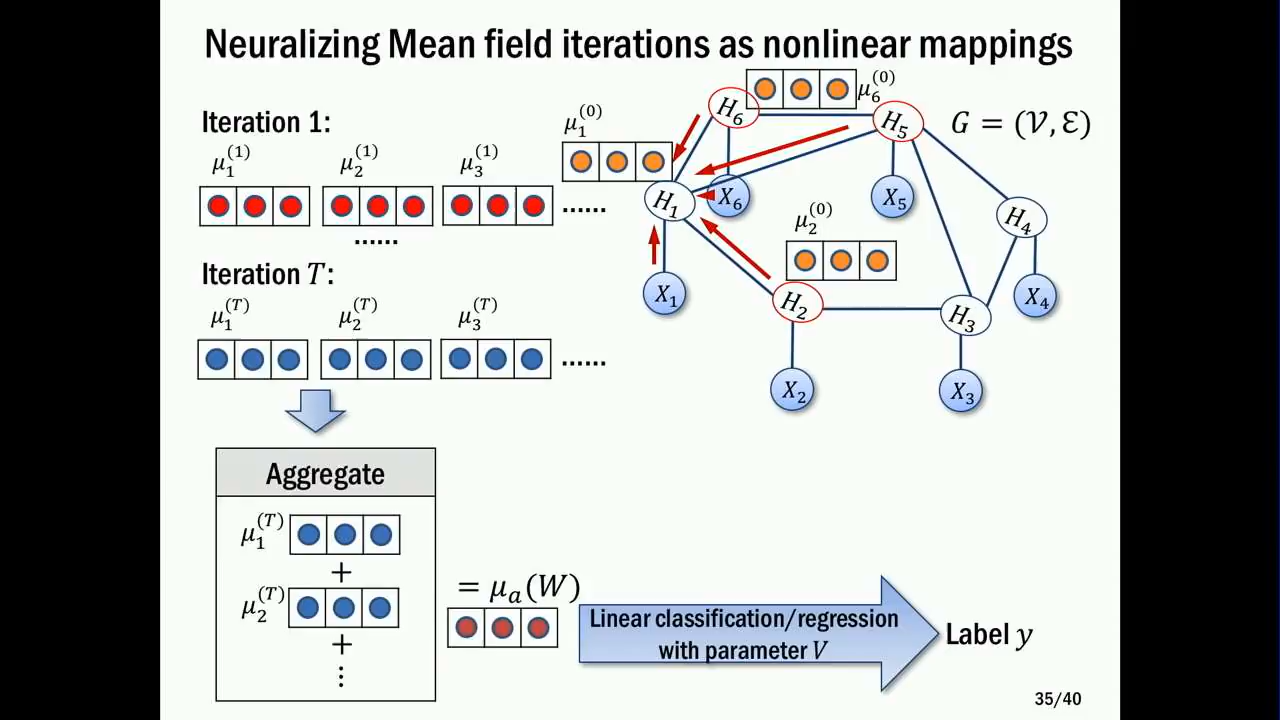 Neuralizing Mean field iterations as nonlinear mappings
Iteration 1:
μ₁⁽¹⁾ μ₂⁽¹⁾ μ₃⁽¹⁾
......
......
Iteration T:
μ₁⁽ᵀ⁾ μ₂⁽ᵀ⁾ μ₃⁽ᵀ⁾
......
Aggregate
μ₁⁽ᵀ⁾
+
μ₂⁽ᵀ⁾
+
⋮
= μₐ(W)
Linear classification/regression
with parameter V
Label y
μ₁⁽⁰⁾
μ₆⁽⁰⁾
μ₂⁽⁰⁾
G = (𝒱, ℰ)
H₆
H₅
H₁
X₆
X₅
H₄
X₁
H₂
H₃
X₄
X₂
X₃
35/40